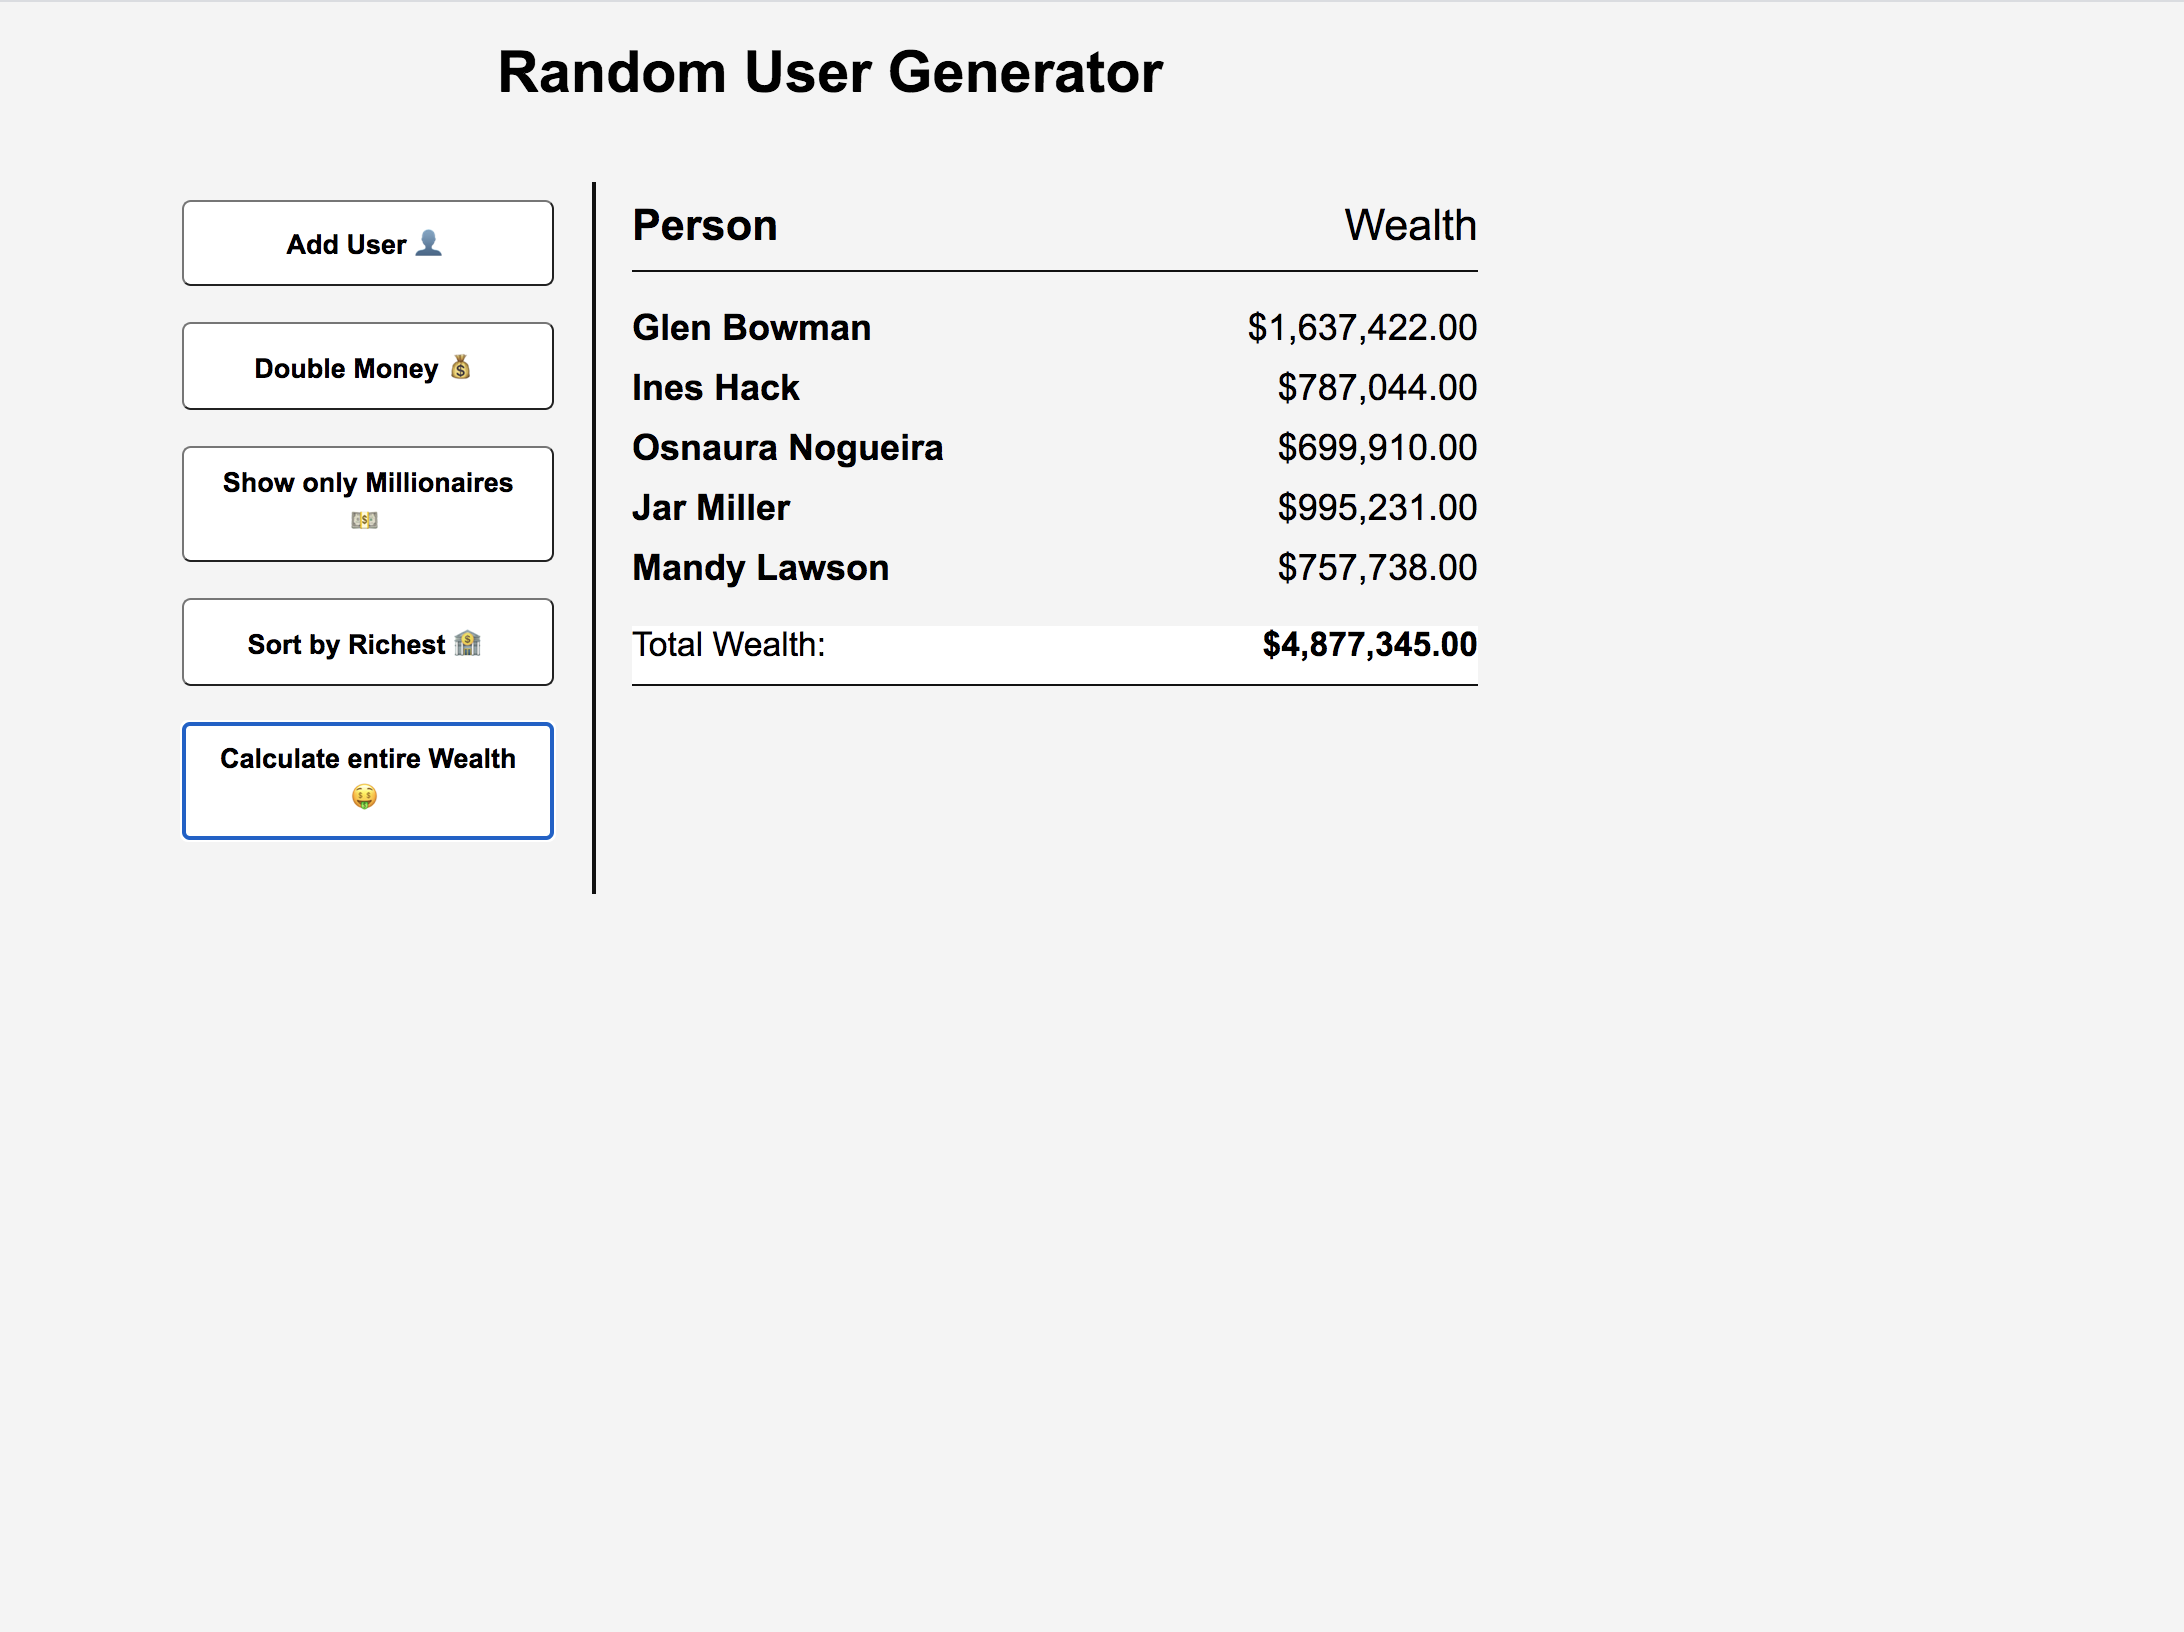 Random User Generator
Add User 👤
Double Money 💰
Show only Millionaires
💵
Sort by Richest 🏦
Calculate entire Wealth
🤑
Person Wealth
Glen Bowman $1,637,422.00
Ines Hack $787,044.00
Osnaura Nogueira $699,910.00
Jar Miller $995,231.00
Mandy Lawson $757,738.00
Total Wealth: $4,877,345.00